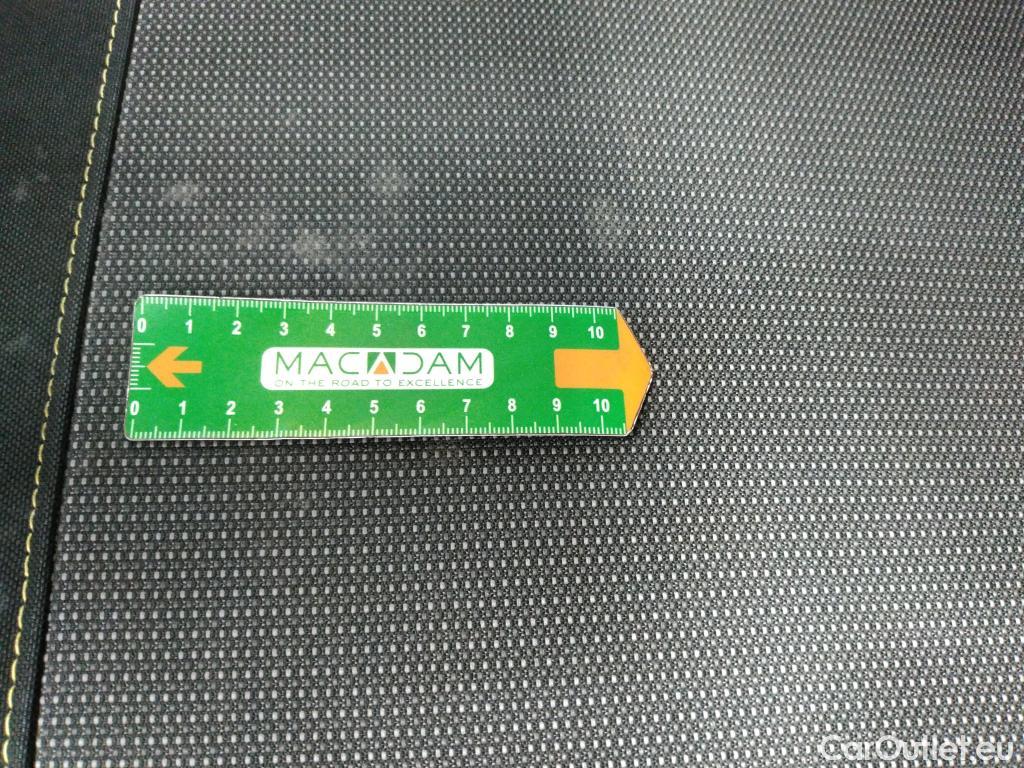 0 1 2 3 4 5 6 7 8 9 10
MACADAM
ON THE ROAD TO EXCELLENCE
0 1 2 3 4 5 6 7 8 9 10
CarOutlet.eu